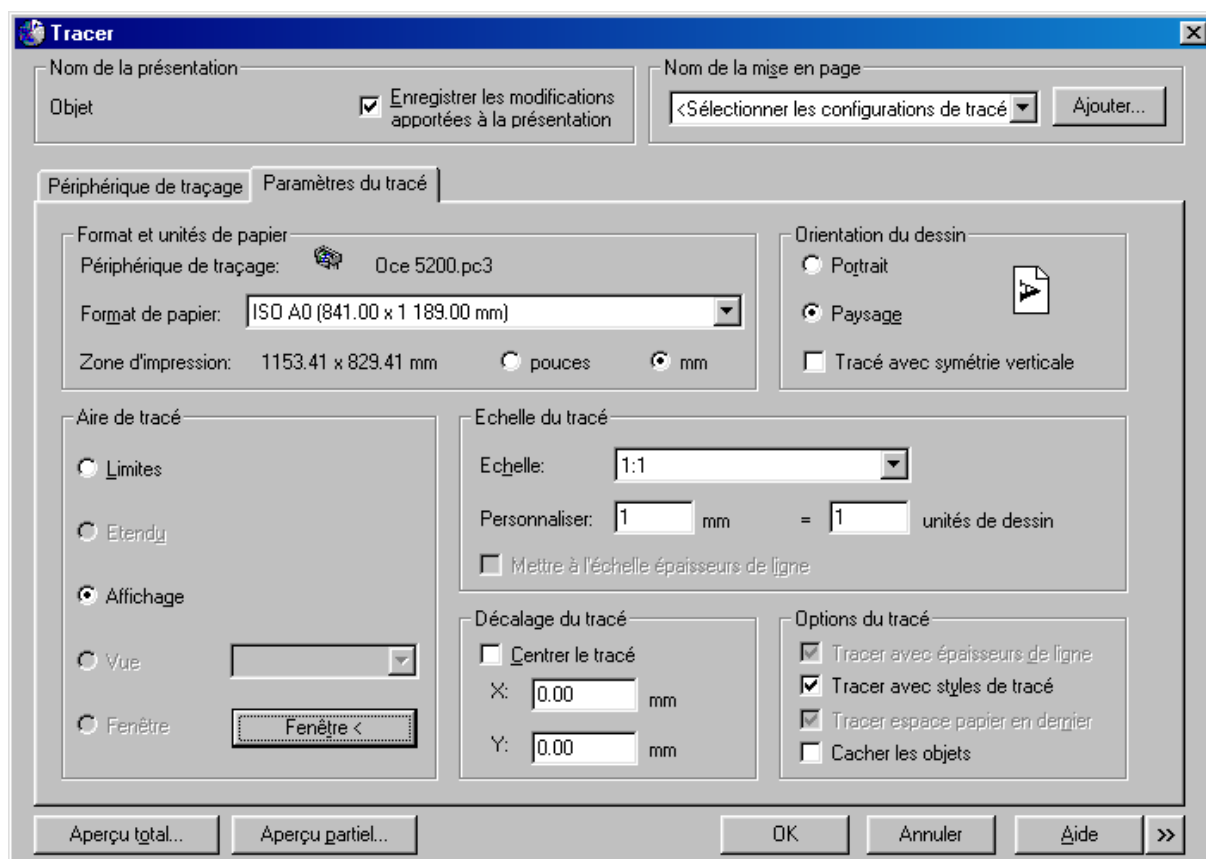 Tracer
Nom de la présentation
Objet
Enregistrer les modifications
apportées à la présentation
Nom de la mise en page
<Sélectionner les configurations de tracé
Ajouter...
Périphérique de traçage
Paramètres du tracé
Format et unités de papier
Périphérique de traçage: Oce 5200.pc3
Format de papier: ISO A0 (841.00 x 1 189.00 mm)
Zone d'impression: 1153.41 x 829.41 mm pouces mm
Orientation du dessin
Portrait
A
Paysage
Tracé avec symétrie verticale
Aire de tracé
Limites
Etendu
Affichage
Vue
Fenêtre Fenêtre <
Echelle du tracé
Echelle: 1:1
Personnaliser: 1 mm = 1 unités de dessin
Mettre à l'échelle épaisseurs de ligne
Décalage du tracé
Centrer le tracé
X: 0.00 mm
Y: 0.00 mm
Options du tracé
Tracer avec épaisseurs de ligne
Tracer avec styles de tracé
Tracer espace papier en dernier
Cacher les objets
Aperçu total... Aperçu partiel... OK Annuler Aide >>